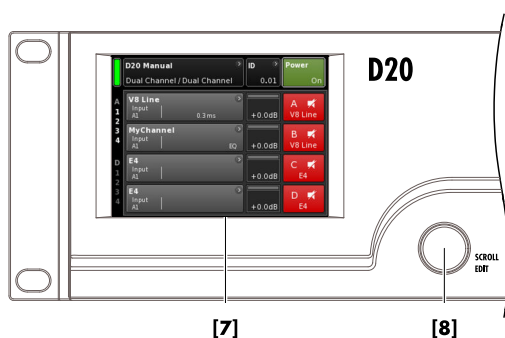 D20 Manual
ID
Power
Dual Channel / Dual Channel
0.01
On
D20
A
1
2
3
4
D
1
2
3
4
V8 Line
Input
A1
0.3 ms
+0.0dB
A
V8 Line
MyChannel
Input
A1
EQ
+0.0dB
B
V8 Line
E4
Input
A1
+0.0dB
C
E4
E4
Input
A1
+0.0dB
D
E4
SCROLL
EDIT
[7]
[8]